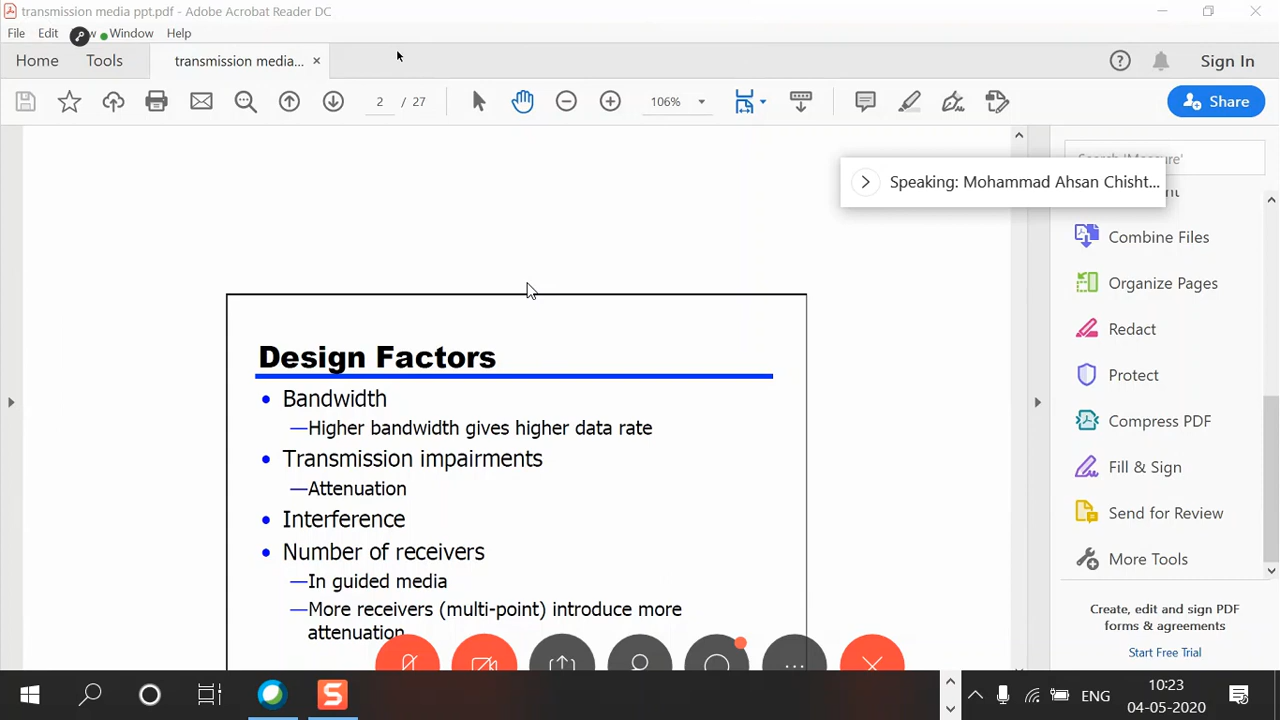 transmission media ppt.pdf - Adobe Acrobat Reader DC
File Edit Window Help
Home Tools transmission media... × Sign In
2 / 27 106% Share
Speaking: Mohammad Ahsan Chisht...
Combine Files
Organize Pages
Redact
Protect
Compress PDF
Fill & Sign
Send for Review
More Tools
Create, edit and sign PDF
forms & agreements
Start Free Trial
Design Factors
• Bandwidth
—Higher bandwidth gives higher data rate
• Transmission impairments
—Attenuation
• Interference
• Number of receivers
—In guided media
—More receivers (multi-point) introduce more
attenuation
ENG 10:23
04-05-2020